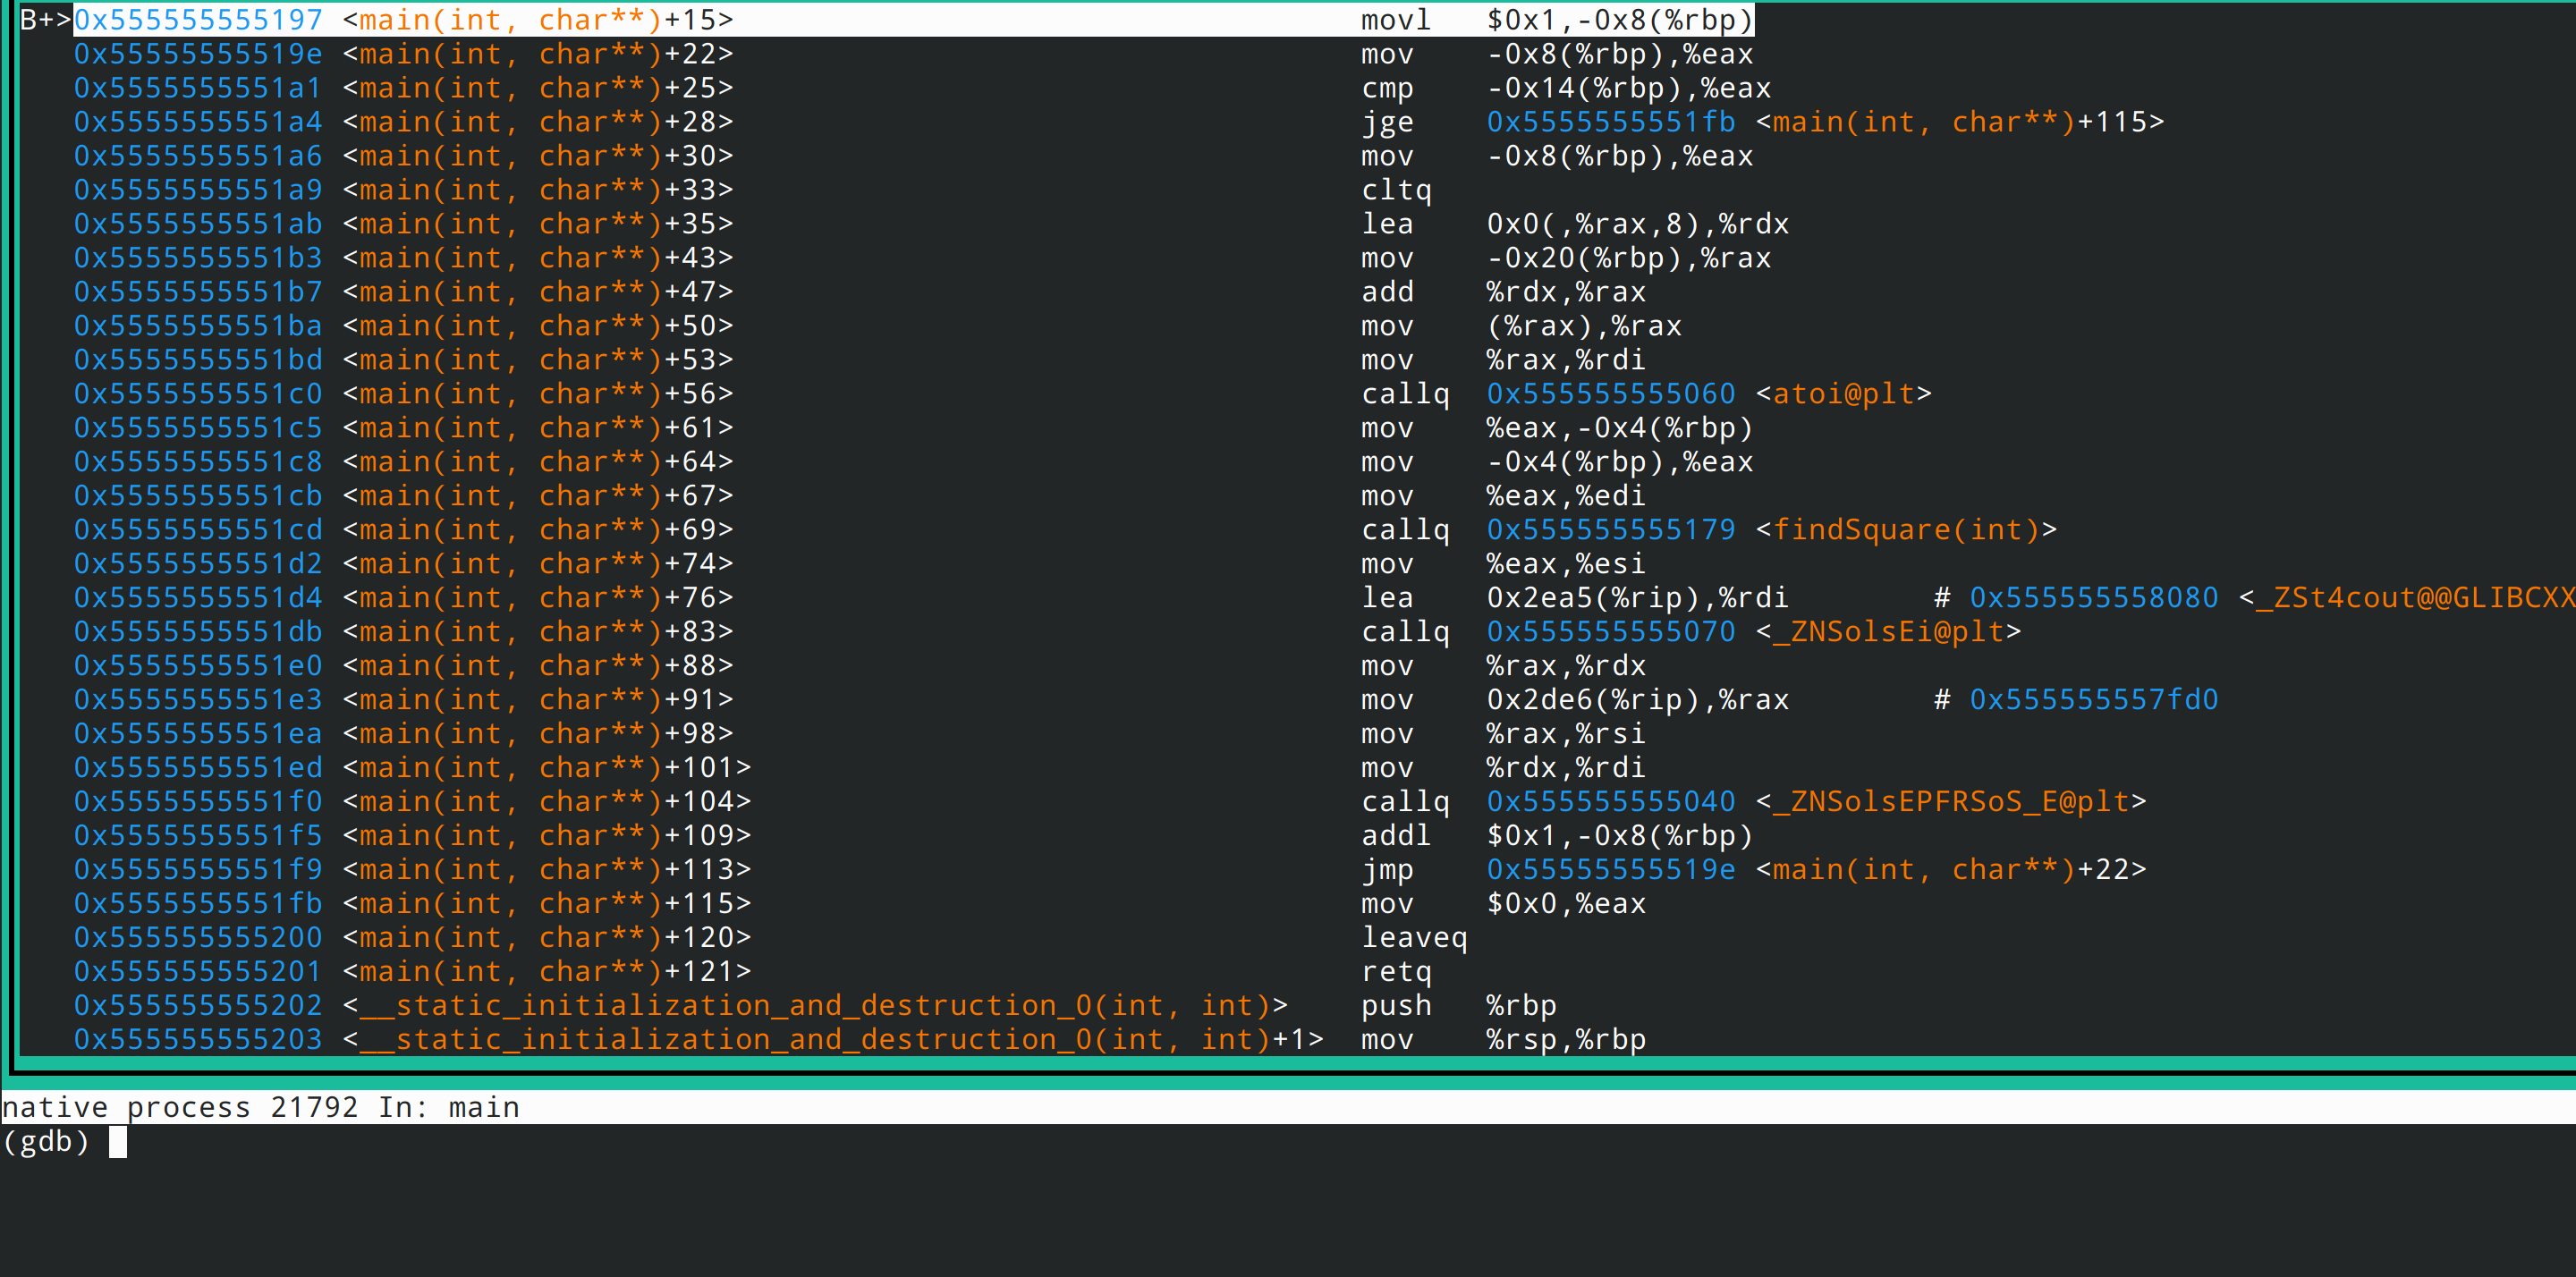 B+>0x555555555197 <main(int, char**)+15> movl $0x1,-0x8(%rbp)
0x55555555519e <main(int, char**)+22> mov -0x8(%rbp),%eax
0x5555555551a1 <main(int, char**)+25> cmp -0x14(%rbp),%eax
0x5555555551a4 <main(int, char**)+28> jge 0x5555555551fb <main(int, char**)+115>
0x5555555551a6 <main(int, char**)+30> mov -0x8(%rbp),%eax
0x5555555551a9 <main(int, char**)+33> cltq
0x5555555551ab <main(int, char**)+35> lea 0x0(,%rax,8),%rdx
0x5555555551b3 <main(int, char**)+43> mov -0x20(%rbp),%rax
0x5555555551b7 <main(int, char**)+47> add %rdx,%rax
0x5555555551ba <main(int, char**)+50> mov (%rax),%rax
0x5555555551bd <main(int, char**)+53> mov %rax,%rdi
0x5555555551c0 <main(int, char**)+56> callq 0x555555555060 <atoi@plt>
0x5555555551c5 <main(int, char**)+61> mov %eax,-0x4(%rbp)
0x5555555551c8 <main(int, char**)+64> mov -0x4(%rbp),%eax
0x5555555551cb <main(int, char**)+67> mov %eax,%edi
0x5555555551cd <main(int, char**)+69> callq 0x555555555179 <findSquare(int)>
0x5555555551d2 <main(int, char**)+74> mov %eax,%esi
0x5555555551d4 <main(int, char**)+76> lea 0x2ea5(%rip),%rdi # 0x555555558080 <_ZSt4cout@@GLIBCXX
0x5555555551db <main(int, char**)+83> callq 0x555555555070 <_ZNSolsEi@plt>
0x5555555551e0 <main(int, char**)+88> mov %rax,%rdx
0x5555555551e3 <main(int, char**)+91> mov 0x2de6(%rip),%rax # 0x555555557fd0
0x5555555551ea <main(int, char**)+98> mov %rax,%rsi
0x5555555551ed <main(int, char**)+101> mov %rdx,%rdi
0x5555555551f0 <main(int, char**)+104> callq 0x555555555040 <_ZNSolsEPFRSoS_E@plt>
0x5555555551f5 <main(int, char**)+109> addl $0x1,-0x8(%rbp)
0x5555555551f9 <main(int, char**)+113> jmp 0x55555555519e <main(int, char**)+22>
0x5555555551fb <main(int, char**)+115> mov $0x0,%eax
0x555555555200 <main(int, char**)+120> leaveq
0x555555555201 <main(int, char**)+121> retq
0x555555555202 <__static_initialization_and_destruction_0(int, int)> push %rbp
0x555555555203 <__static_initialization_and_destruction_0(int, int)+1> mov %rsp,%rbp
native process 21792 In: main
(gdb)